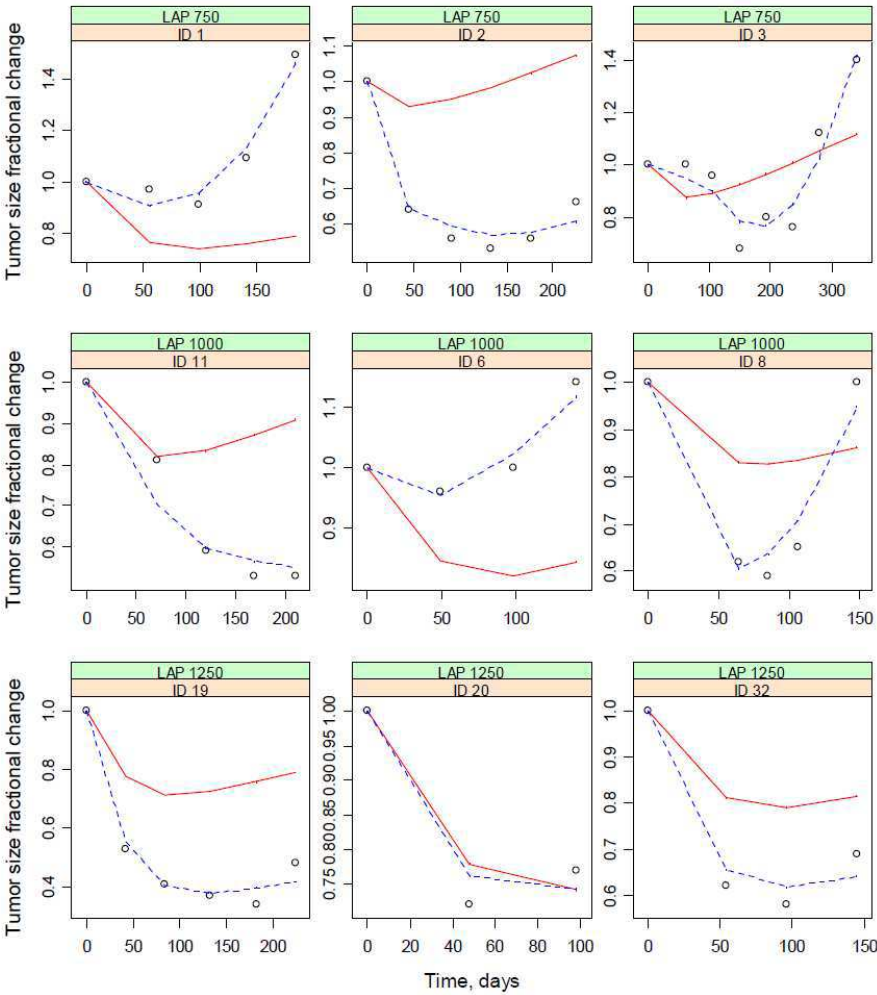 LAP 750 LAP 750 LAP 750
ID 1 ID 2 ID 3
Tumor size fractional change
0.8 1.0 1.2 1.4
0 50 100 150
0.6 0.7 0.8 0.9 1.0 1.1
0 50 100 150 200
0.8 1.0 1.2 1.4
0 100 200 300
LAP 1000 LAP 1000 LAP 1000
ID 11 ID 6 ID 8
Tumor size fractional change
0.6 0.7 0.8 0.9 1.0
0 50 100 150 200
0.9 1.0 1.1
0 50 100
0.6 0.7 0.8 0.9 1.0
0 50 100 150
LAP 1250 LAP 1250 LAP 1250
ID 19 ID 20 ID 32
Tumor size fractional change
0.4 0.6 0.8 1.0
0 50 100 150 200
0.75 0.80 0.85 0.90 0.95 1.00
0 20 40 60 80 100
0.6 0.7 0.8 0.9 1.0
0 50 100 150
Time, days